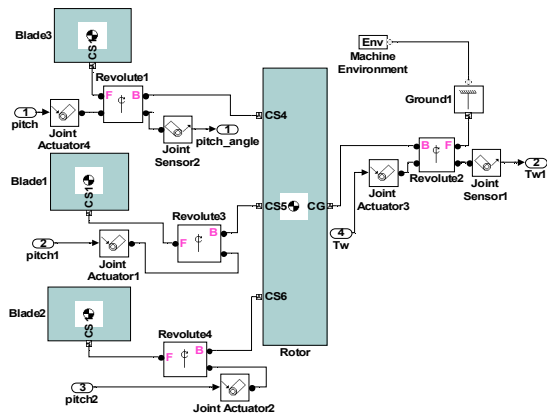 Blade3
CS1
Revolute1
F
B
1
pitch
Joint
Actuator4
Joint
Sensor2
1
pitch_angle
Blade1
CS1
Revolute3
F
B
2
pitch1
Joint
Actuator1
Blade2
CS1
Revolute4
F
B
3
pitch2
Joint Actuator2
CS4
CS5
CG
CS6
Rotor
Env
Machine
Environment
Ground1
B
F
Revolute2
Joint
Actuator3
4
Tw
Joint
Sensor1
2
Tw1